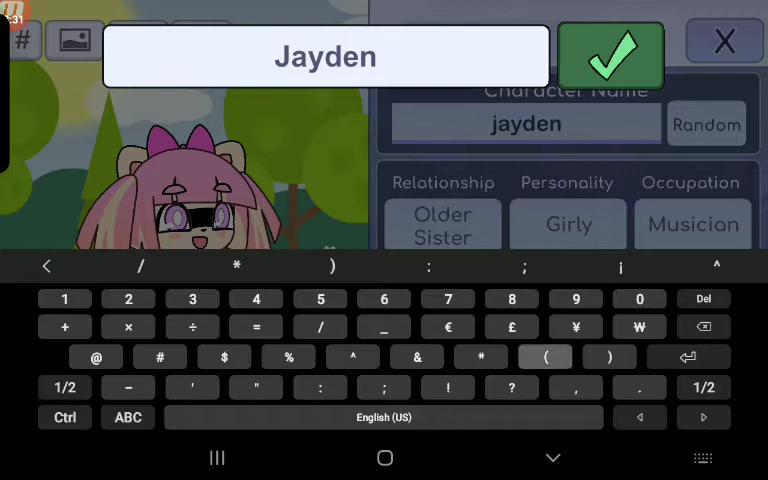 :31
#
Jayden
X
Character Name
jayden
Random
Relationship Personality Occupation
Older Sister
Girly
Musician
< / * ) : ; ¡ ^
1 2 3 4 5 6 7 8 9 0 Del
+ × ÷ = / _ € £ ¥ ₩
@ # $ % ^ & * ( )
1/2 - ' " : ; ! ? , . 1/2
Ctrl ABC English (US)